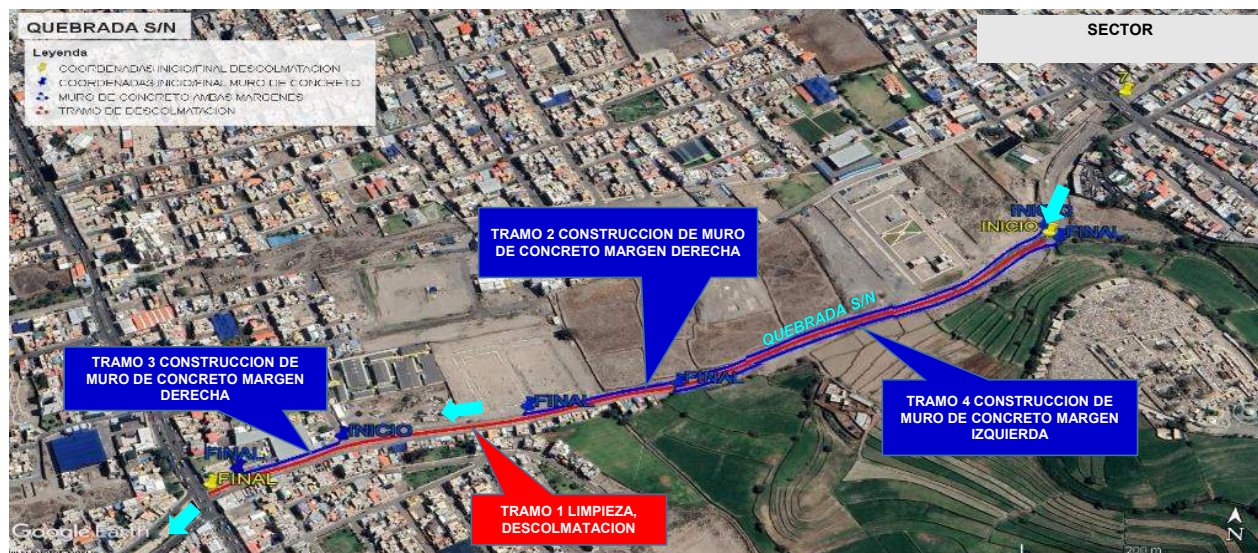 QUEBRADA S/N
Leyenda
COORDENADAS INICIO/FINAL DESCOLMATACION
COORDENADAS INICIO/FINAL MURO DE CONCRETO
MURO DE CONCRETO AMBAS MARGENES
TRAMO DE DESCOLMATACION
SECTOR
7
INICIO
INICIO
FINAL
TRAMO 2 CONSTRUCCION DE MURO
DE CONCRETO MARGEN DERECHA
QUEBRADA S/N
TRAMO 3 CONSTRUCCION DE
MURO DE CONCRETO MARGEN
DERECHA
FINAL
FINAL
TRAMO 4 CONSTRUCCION DE
MURO DE CONCRETO MARGEN
IZQUIERDA
INICIO
FINAL
FINAL
TRAMO 1 LIMPIEZA,
DESCOLMATACION
Google Earth
N
200 m